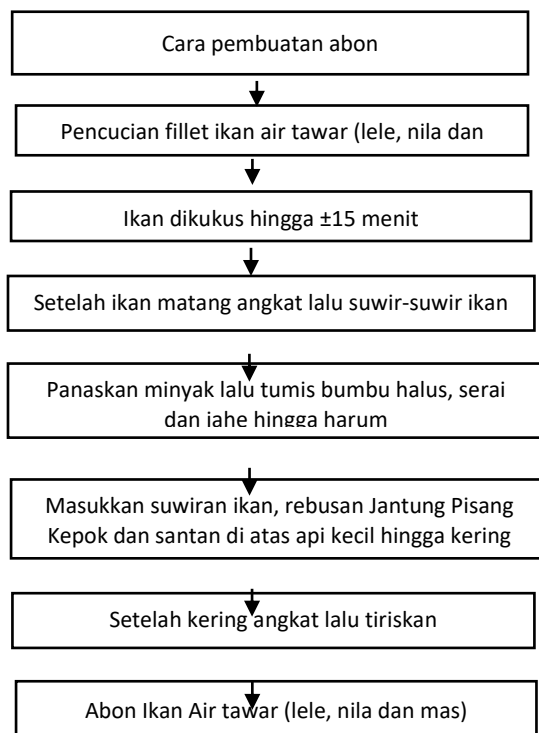 Cara pembuatan abon
Pencucian fillet ikan air tawar (lele, nila dan
Ikan dikukus hingga ±15 menit
Setelah ikan matang angkat lalu suwir-suwir ikan
Panaskan minyak lalu tumis bumbu halus, serai
dan jahe hingga harum
Masukkan suwiran ikan, rebusan Jantung Pisang
Kepok dan santan di atas api kecil hingga kering
Setelah kering angkat lalu tiriskan
Abon Ikan Air tawar (lele, nila dan mas)